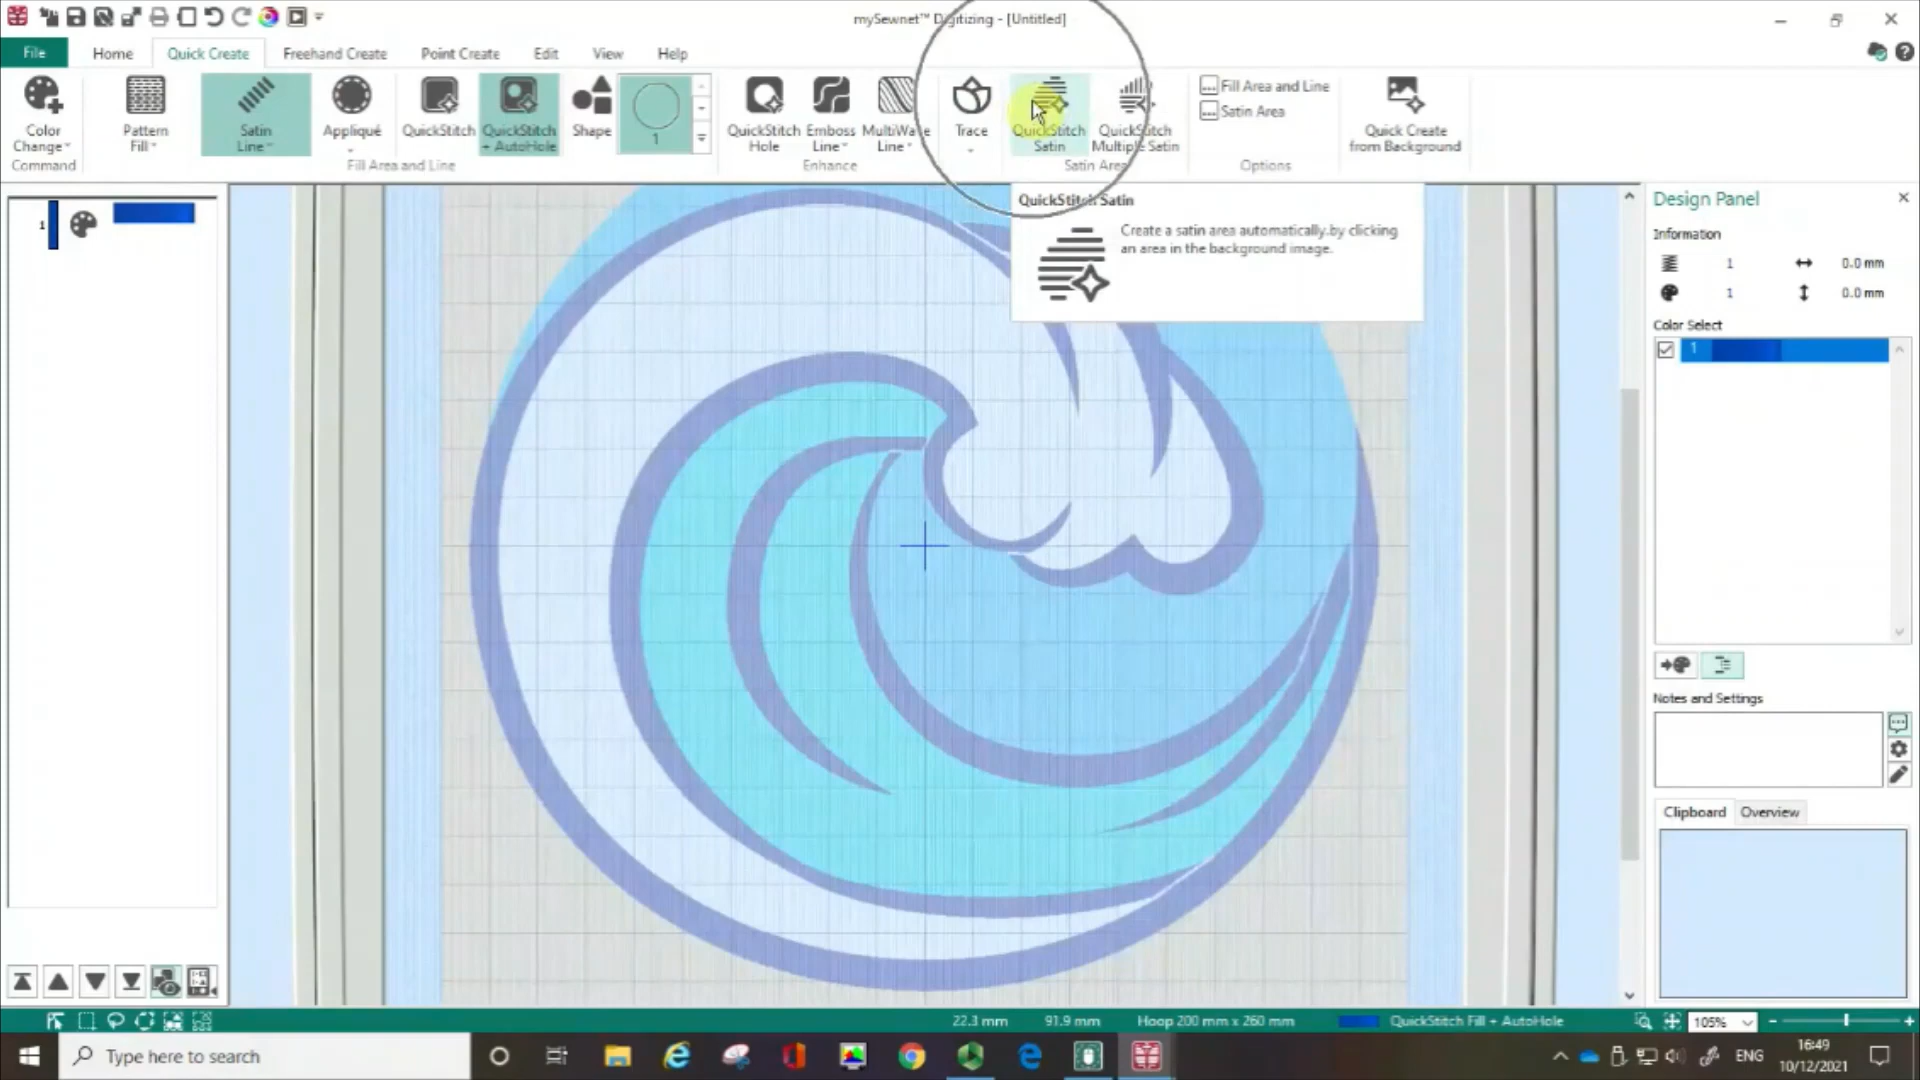 mySewnet™ Digitizing - [Untitled]
File Home Quick Create Freehand Create Point Create Edit View Help
Color Change
Pattern Fill
Satin Line
Appliqué
QuickStitch
QuickStitch + AutoHole
Shape
1
QuickStitch Hole
Emboss Line
MultiWave Line
Trace
QuickStitch Satin
QuickStitch Multiple Satin
Fill Area and Line
Satin Area
Quick Create from Background
Command
Fill Area and Line
Enhance
Satin Area
Options
QuickStitch Satin
Create a satin area automatically by clicking
an area in the background image.
1
Design Panel
Information
1 0.0 mm
1 0.0 mm
Color Select
1
Notes and Settings
Clipboard Overview
22.3 mm 91.9 mm Hoop 200 mm x 260 mm QuickStitch Fill + AutoHole 105%
Type here to search
ENG
16:49
10/12/2021